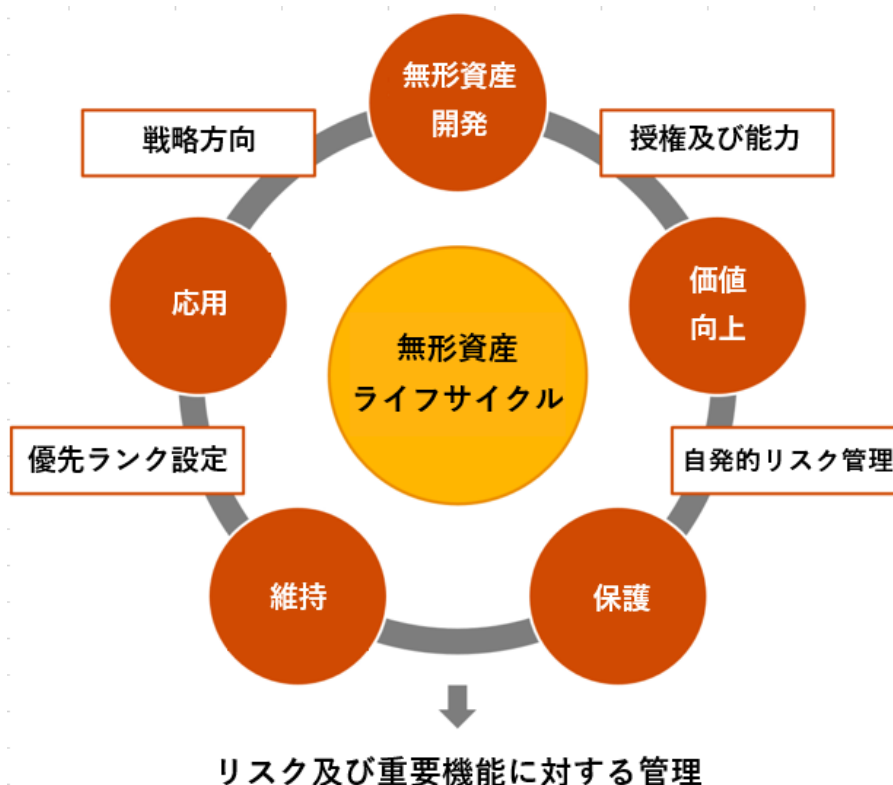 無形資産
開発
戦略方向
授権及び能力
応用
価値
向上
無形資産
ライフサイクル
優先ランク設定
自発的リスク管理
維持
保護
リスク及び重要機能に対する管理